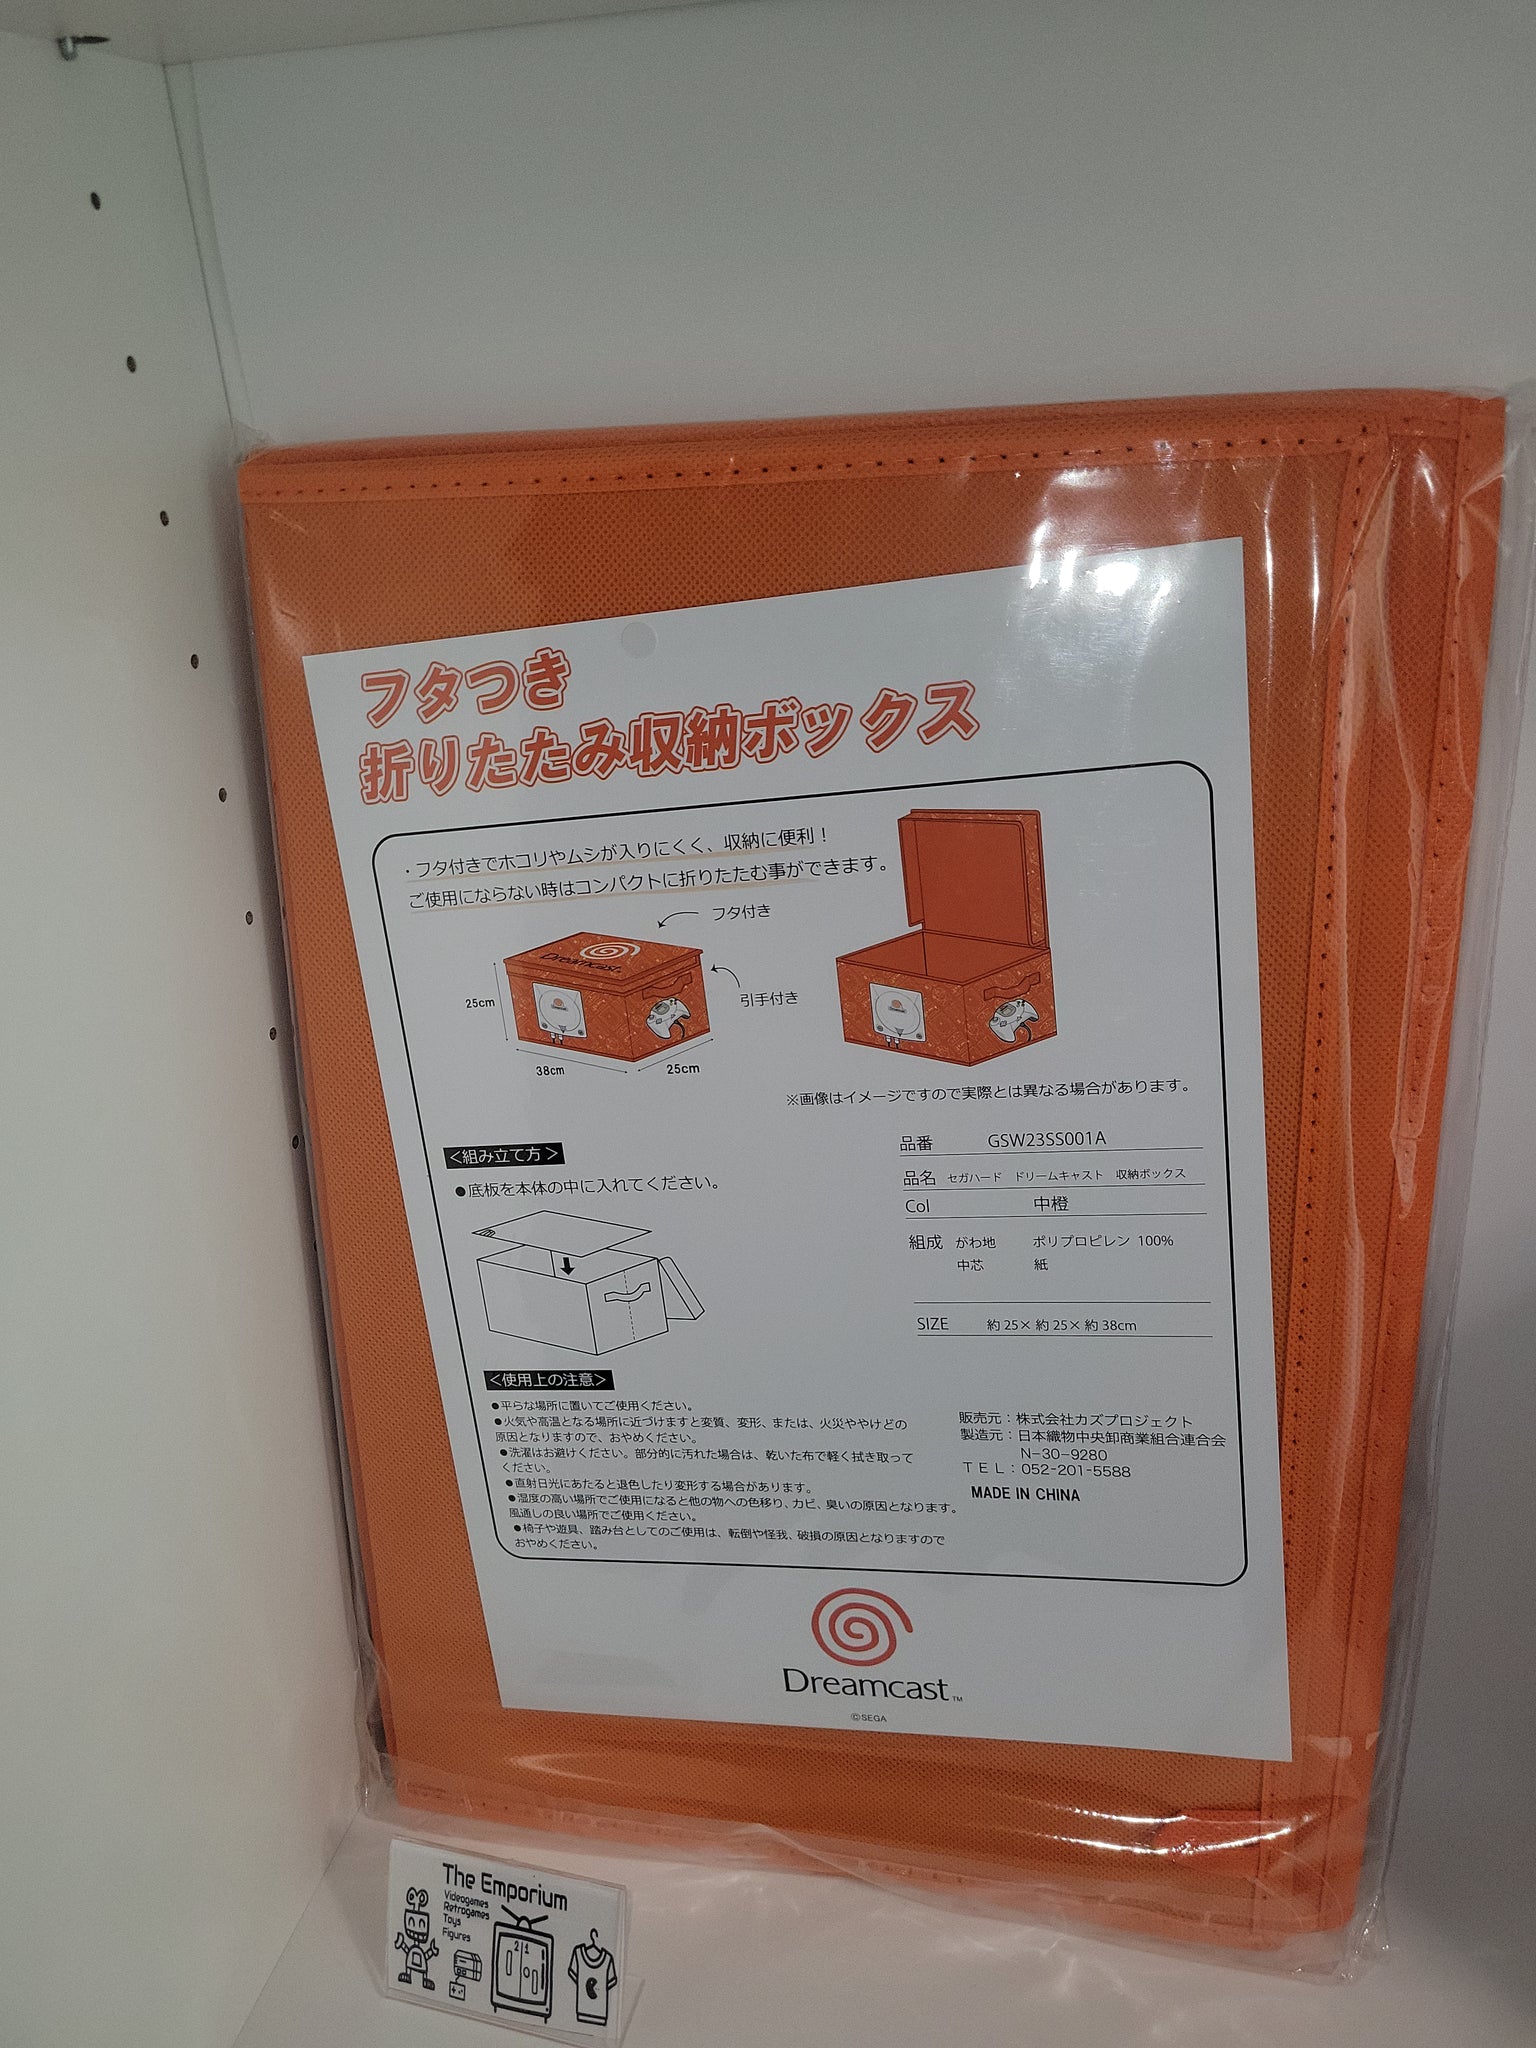 フタつき
折りたたみ収納ボックス
・フタ付きでホコリやムシが入りにくく、収納に便利！
ご使用にならない時はコンパクトに折りたたむ事ができます。
フタ付き
引手付き
Dreamcast
25cm
38cm
25cm
※画像はイメージですので実際とは異なる場合があります。
＜組み立て方＞
●底板を本体の中に入れてください。
品番 GSW23SS001A
品名 セガハード ドリームキャスト 収納ボックス
Col 中橙
組成 がわ地 ポリプロピレン 100%
中芯 紙
SIZE 約25×約25×約38cm
＜使用上の注意＞
●平らな場所に置いてご使用ください。
●火気や高温となる場所に近づけますと変質、変形、または、火災ややけどの
原因となりますので、おやめください。
●洗濯はお避けください。部分的に汚れた場合は、乾いた布で軽く拭き取って
ください。
●直射日光にあたると退色したり変形する場合があります。
●湿度の高い場所でご使用になると他の物への色移り、カビ、臭いの原因となります。
風通しの良い場所でご使用ください。
●椅子や遊具、踏み台としてのご使用は、転倒や怪我、破損の原因となりますので
おやめください。
販売元：株式会社カズプロジェクト
製造元：日本織物中央卸商業組合連合会
N-30-9280
TEL：052-201-5588
MADE IN CHINA
Dreamcast™
©SEGA
The Emporium
Videogames
Retrogames
Toys
Figures
2 1